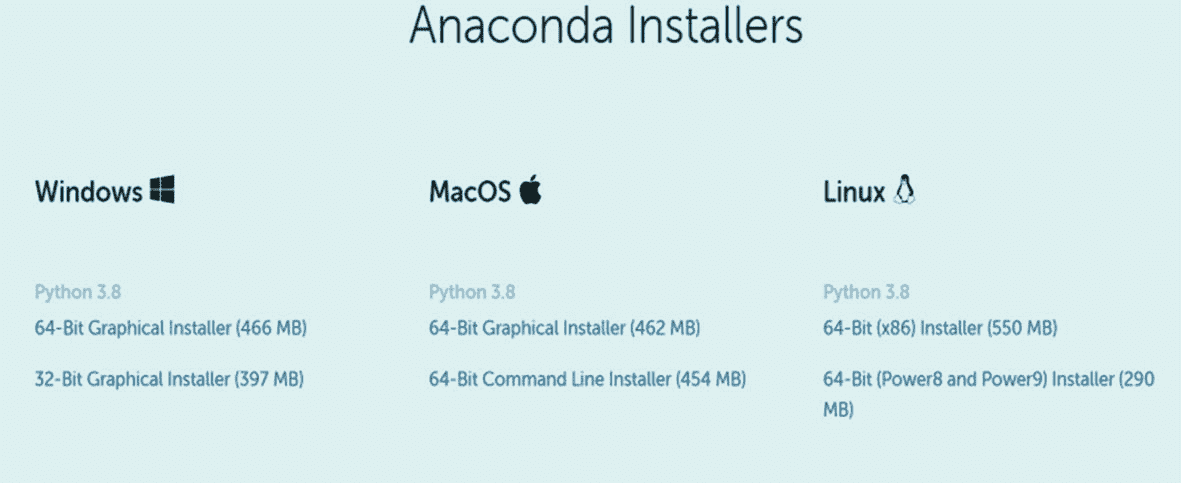 Anaconda Installers
Windows
MacOS
Linux
Python 3.8
64-Bit Graphical Installer (466 MB)
32-Bit Graphical Installer (397 MB)
Python 3.8
64-Bit Graphical Installer (462 MB)
64-Bit Command Line Installer (454 MB)
Python 3.8
64-Bit (x86) Installer (550 MB)
64-Bit (Power8 and Power9) Installer (290
MB)